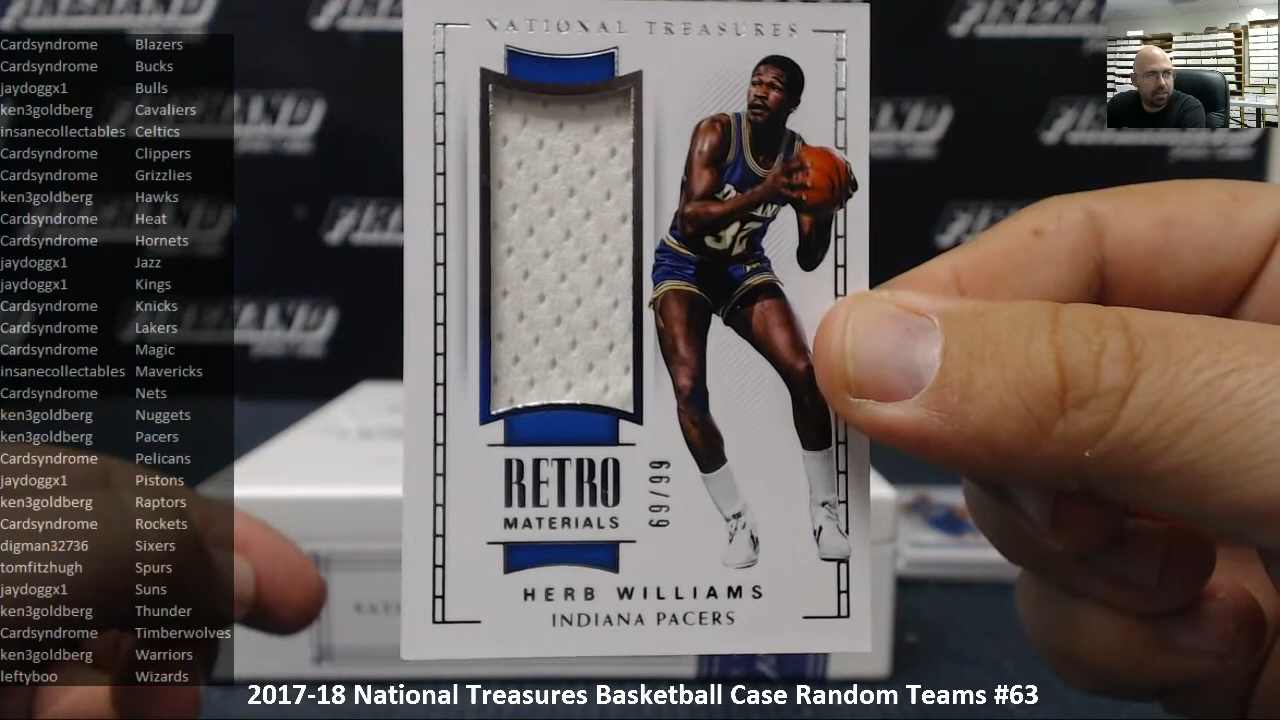 Cardsyndrome Blazers
Cardsyndrome Bucks
jaydoggx1 Bulls
ken3goldberg Cavaliers
insanecollectables Celtics
Cardsyndrome Clippers
Cardsyndrome Grizzlies
ken3goldberg Hawks
Cardsyndrome Heat
Cardsyndrome Hornets
jaydoggx1 Jazz
jaydoggx1 Kings
Cardsyndrome Knicks
Cardsyndrome Lakers
Cardsyndrome Magic
insanecollectables Mavericks
Cardsyndrome Nets
ken3goldberg Nuggets
ken3goldberg Pacers
Cardsyndrome Pelicans
jaydoggx1 Pistons
ken3goldberg Raptors
Cardsyndrome Rockets
digman32736 Sixers
tomfitzhugh Spurs
jaydoggx1 Suns
ken3goldberg Thunder
Cardsyndrome Timberwolves
ken3goldberg Warriors
leftyboo Wizards
NATIONAL TREASURES
32
RETRO
MATERIALS
69/99
HERB WILLIAMS
INDIANA PACERS
2017-18 National Treasures Basketball Case Random Teams #63